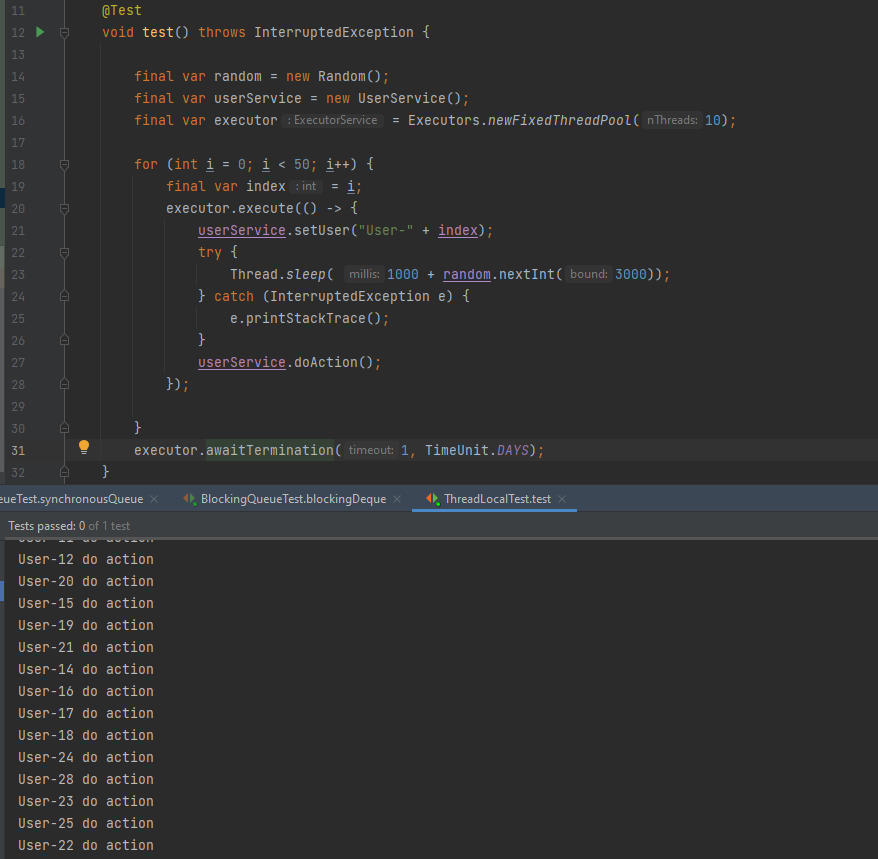 11 @Test
12 void test() throws InterruptedException {
13
14 final var random = new Random();
15 final var userService = new UserService();
16 final var executor : ExecutorService = Executors.newFixedThreadPool( nThreads: 10);
17
18 for (int i = 0; i < 50; i++) {
19 final var index : int = i;
20 executor.execute(() -> {
21 userService.setUser("User-" + index);
22 try {
23 Thread.sleep( millis: 1000 + random.nextInt( bound: 3000));
24 } catch (InterruptedException e) {
25 e.printStackTrace();
26 }
27 userService.doAction();
28 });
29
30 }
31 executor.awaitTermination( timeout: 1, TimeUnit.DAYS);
32 }
eueTest.synchronousQueue × BlockingQueueTest.blockingDeque × ThreadLocalTest.test ×
Tests passed: 0 of 1 test
User-11 do action
User-12 do action
User-20 do action
User-15 do action
User-19 do action
User-21 do action
User-14 do action
User-16 do action
User-17 do action
User-18 do action
User-24 do action
User-28 do action
User-23 do action
User-25 do action
User-22 do action